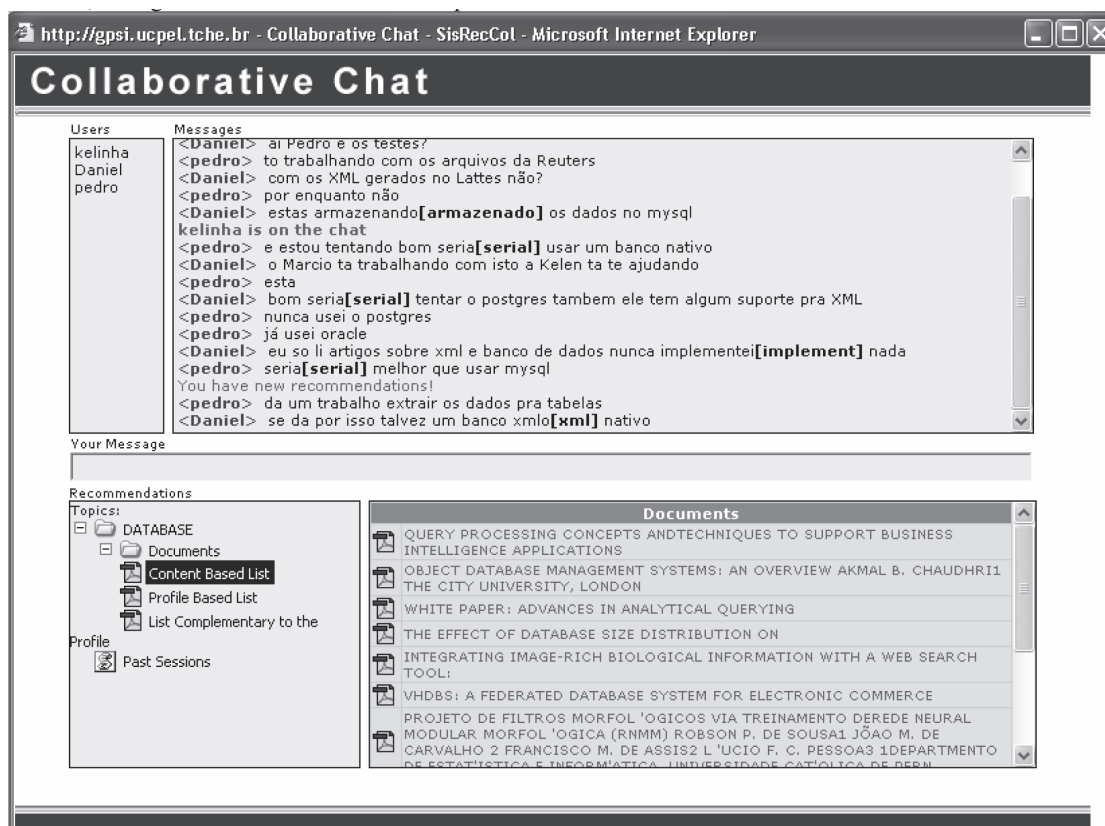 http://gpsi.ucpel.tche.br - Collaborative Chat - SisRecCol - Microsoft Internet Explorer
Collaborative Chat
Users
kelinha
Daniel
pedro
Messages
<Daniel> ai Pedro e os testes?
<pedro> to trabalhando com os arquivos da Reuters
<Daniel> com os XML gerados no Lattes não?
<pedro> por enquanto não
<Daniel> estas armazenando[armazenado] os dados no mysql
kelinha is on the chat
<pedro> e estou tentando bom seria[serial] usar um banco nativo
<Daniel> o Marcio ta trabalhando com isto a Kelen ta te ajudando
<pedro> esta
<Daniel> bom seria[serial] tentar o postgres tambem ele tem algum suporte pra XML
<pedro> nunca usei o postgres
<pedro> já usei oracle
<Daniel> eu so li artigos sobre xml e banco de dados nunca implementei[implement] nada
<pedro> seria[serial] melhor que usar mysql
You have new recommendations!
<pedro> da um trabalho extrair os dados pra tabelas
<Daniel> se da por isso talvez um banco xmlo[xml] nativo
Your Message
Recommendations
Topics:
DATABASE
Documents
Content Based List
Profile Based List
List Complementary to the
Profile
Past Sessions
Documents
QUERY PROCESSING CONCEPTS ANDTECHNIQUES TO SUPPORT BUSINESS
INTELLIGENCE APPLICATIONS
OBJECT DATABASE MANAGEMENT SYSTEMS: AN OVERVIEW AKMAL B. CHAUDHRI1
THE CITY UNIVERSITY, LONDON
WHITE PAPER: ADVANCES IN ANALYTICAL QUERYING
THE EFFECT OF DATABASE SIZE DISTRIBUTION ON
INTEGRATING IMAGE-RICH BIOLOGICAL INFORMATION WITH A WEB SEARCH
TOOL:
VHDBS: A FEDERATED DATABASE SYSTEM FOR ELECTRONIC COMMERCE
PROJETO DE FILTROS MORFOL 'OGICOS VIA TREINAMENTO DEREDE NEURAL
MODULAR MORFOL 'OGICA (RNMM) ROBSON P. DE SOUSA1 JÕAO M. DE
CARVALHO 2 FRANCISCO M. DE ASSIS2 L 'UCIO F. C. PESSOA3 1DEPARTMENTO
DE ESTAT'ISTICA E INFORM'ATICA, UNIVERSIDADE CAT'OLICA DE PERN